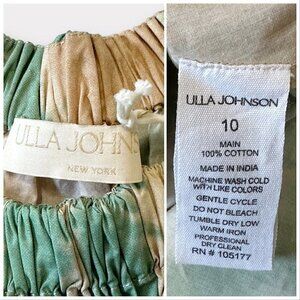 ULLA JOHNS
NEW YORK
ULLA JOHNSON
10
MAIN
100% COTTON
MADE IN INDIA
MACHINE WASH COLD
WITH LIKE COLORS
GENTLE CYCLE
DO NOT BLEACH
TUMBLE DRY LOW
WARM IRON
PROFESSIONAL
DRY CLEAN
RN # 105177